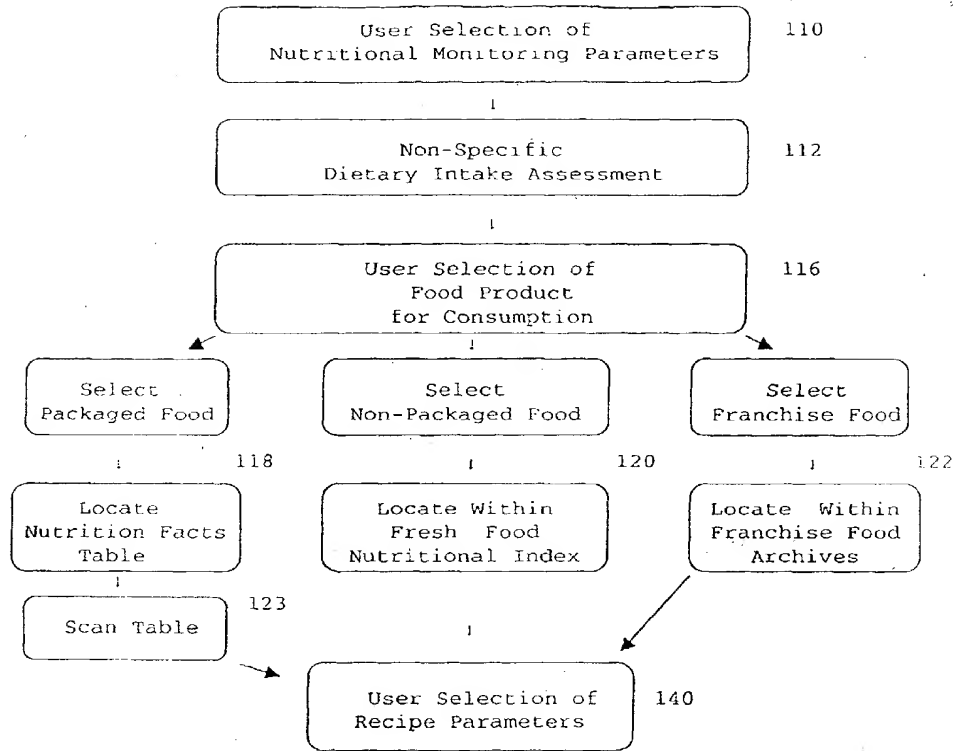 User Selection of
Nutritional Monitoring Parameters
110
Non-Specific
Dietary Intake Assessment
112
User Selection of
Food Product
for Consumption
116
Select
Packaged Food
Select
Non-Packaged Food
Select
Franchise Food
118
120
122
Locate
Nutrition Facts
Table
Locate Within
Fresh Food
Nutritional Index
Locate Within
Franchise Food
Archives
Scan Table
123
User Selection of
Recipe Parameters
140